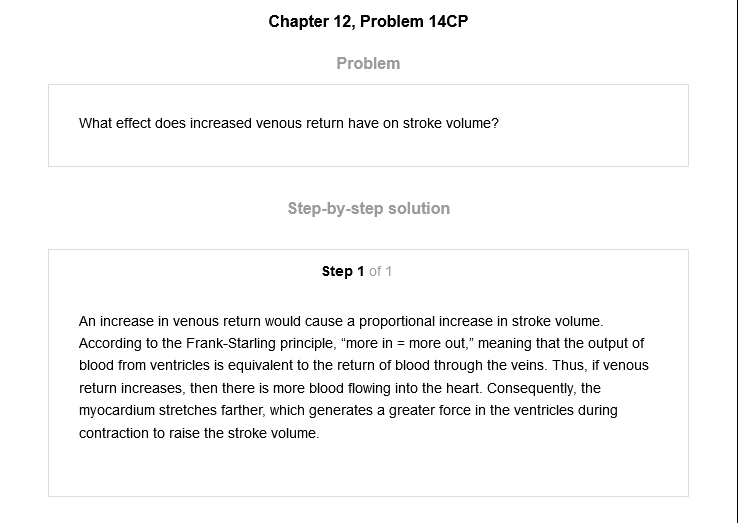 Chapter 12, Problem 14CP
Problem
What effect does increased venous return have on stroke volume?
Step-by-step solution
Step 1 of 1
An increase in venous return would cause a proportional increase in stroke volume.
According to the Frank-Starling principle, “more in = more out,” meaning that the output of
blood from ventricles is equivalent to the return of blood through the veins. Thus, if venous
return increases, then there is more blood flowing into the heart. Consequently, the
myocardium stretches farther, which generates a greater force in the ventricles during
contraction to raise the stroke volume.